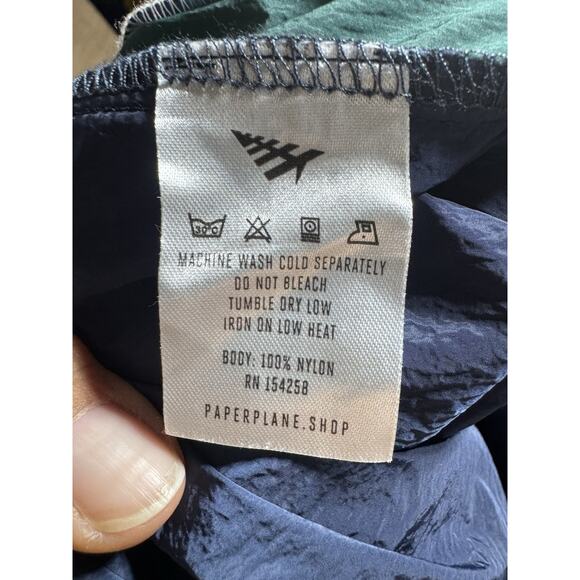 30°C
MACHINE WASH COLD SEPARATELY
DO NOT BLEACH
TUMBLE DRY LOW
IRON ON LOW HEAT
BODY: 100% NYLON
RN 154258
PAPERPLANE.SHOP